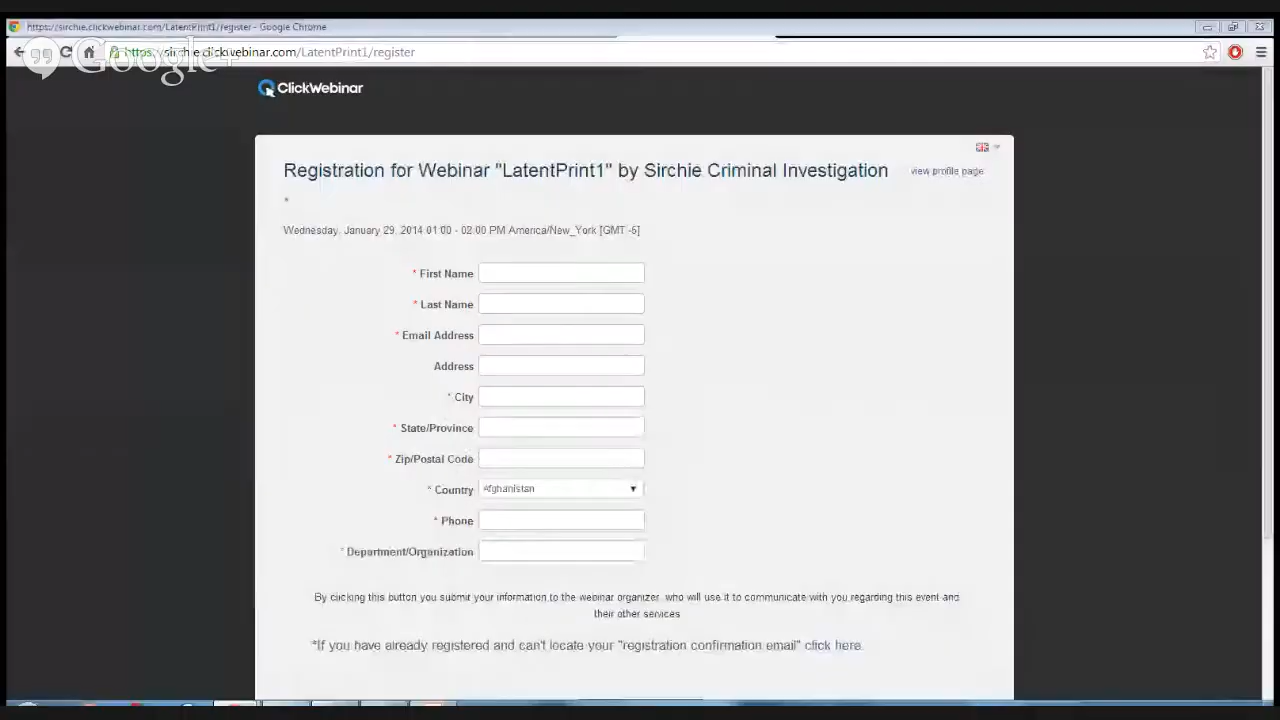 https://sirchie.clickwebinar.com/LatentPrint1/register - Google Chrome
https://sirchie.clickwebinar.com/LatentPrint1/register
Google+
ClickWebinar
Registration for Webinar "LatentPrint1" by Sirchie Criminal Investigation
view profile page
*
Wednesday, January 29, 2014 01:00 - 02:00 PM America/New_York [GMT -5]
* First Name
* Last Name
* Email Address
Address
* City
* State/Province
* Zip/Postal Code
* Country Afghanistan
* Phone
* Department/Organization
By clicking this button you submit your information to the webinar organizer, who will use it to communicate with you regarding this event and
their other services
*If you have already registered and can't locate your "registration confirmation email" click here.